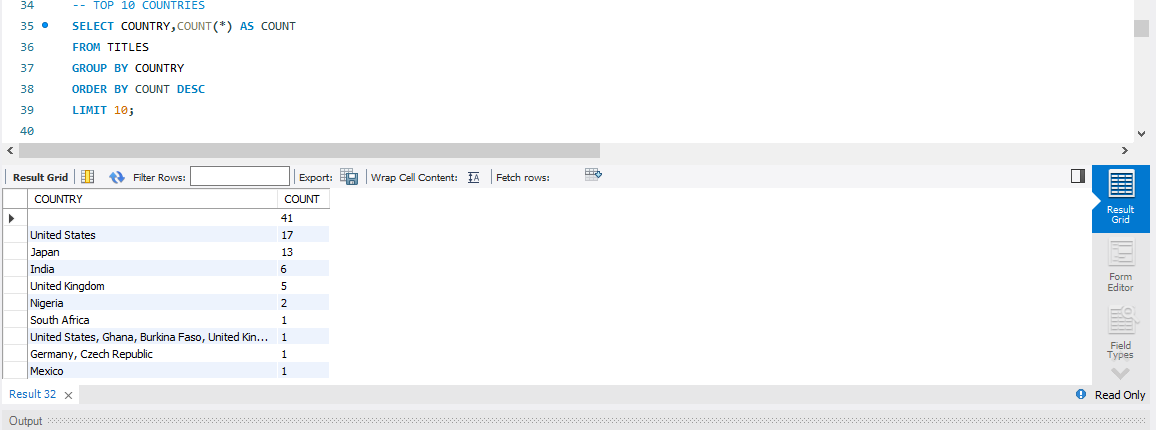 34 -- TOP 10 COUNTRIES
35 SELECT COUNTRY,COUNT(*) AS COUNT
36 FROM TITLES
37 GROUP BY COUNTRY
38 ORDER BY COUNT DESC
39 LIMIT 10;
40
Result Grid Filter Rows: Export: Wrap Cell Content: Fetch rows:
COUNTRY COUNT
41
United States 17
Japan 13
India 6
United Kingdom 5
Nigeria 2
South Africa 1
United States, Ghana, Burkina Faso, United Kin... 1
Germany, Czech Republic 1
Mexico 1
Result
Grid
Form
Editor
Field
Types
Result 32 Read Only
Output